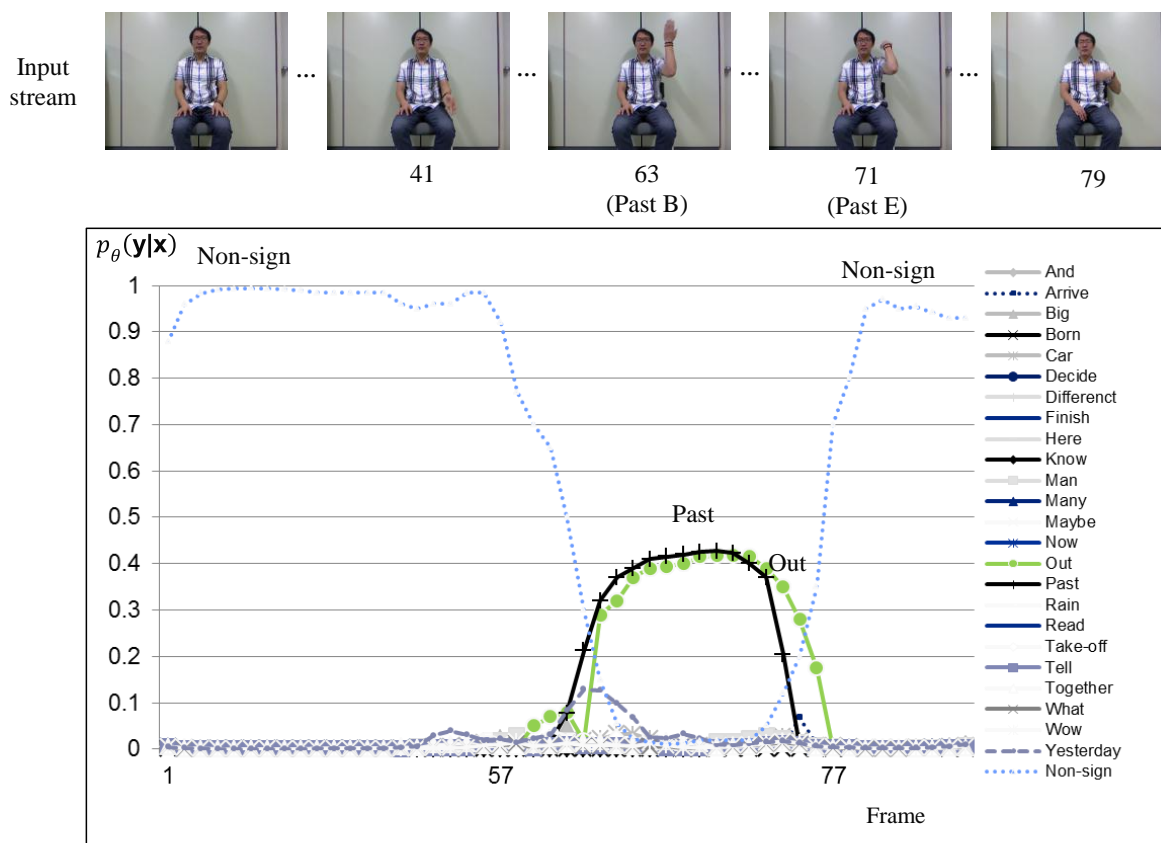 Input
stream
...
...
...
...
41
63
71
79
(Past B)
(Past E)
pθ(y|x)
Non-sign
Non-sign
1
0.9
0.8
0.7
0.6
0.5
0.4
0.3
0.2
0.1
0
Past
Out
1
57
77
Frame
And
Arrive
Big
Born
Car
Decide
Differenct
Finish
Here
Know
Man
Many
Maybe
Now
Out
Past
Rain
Read
Take-off
Tell
Together
What
Wow
Yesterday
Non-sign